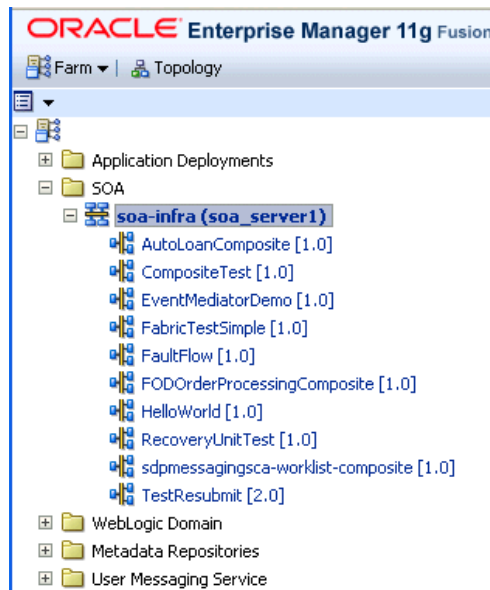 ORACLE Enterprise Manager 11g Fusion
Farm | Topology
Application Deployments
SOA
soa-infra (soa_server1)
AutoLoanComposite [1.0]
CompositeTest [1.0]
EventMediatorDemo [1.0]
FabricTestSimple [1.0]
FaultFlow [1.0]
FODOrderProcessingComposite [1.0]
HelloWorld [1.0]
RecoveryUnitTest [1.0]
sdpmessagingsca-worklist-composite [1.0]
TestResubmit [2.0]
WebLogic Domain
Metadata Repositories
User Messaging Service